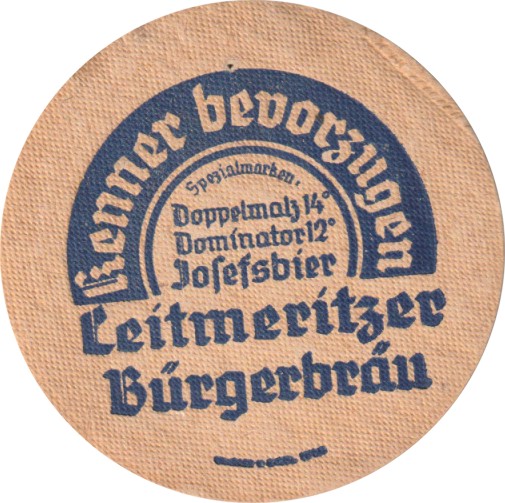 Kenner bevorzugen
Spezialmarken:
Doppelmalz 14°
Dominator 12°
Josefsbier
Leitmeritzer
Bürgerbräu